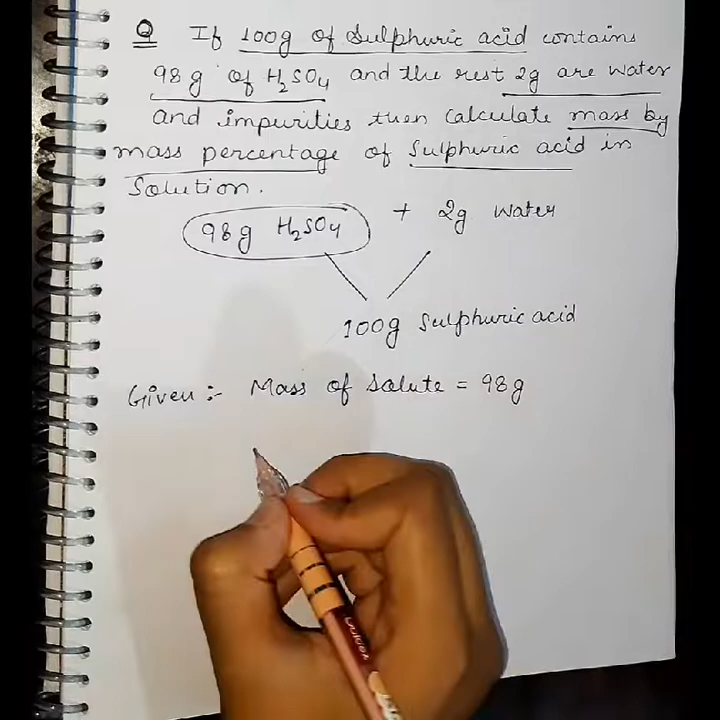 Q If 100g of Sulphuric acid contains
98 g of H₂SO₄ and the rest 2g are water
and impurities then calculate mass by
mass percentage of Sulphuric acid in
Solution.
98g H₂SO₄ + 2g Water
100g Sulphuric acid
Given :- Mass of Solute = 98g